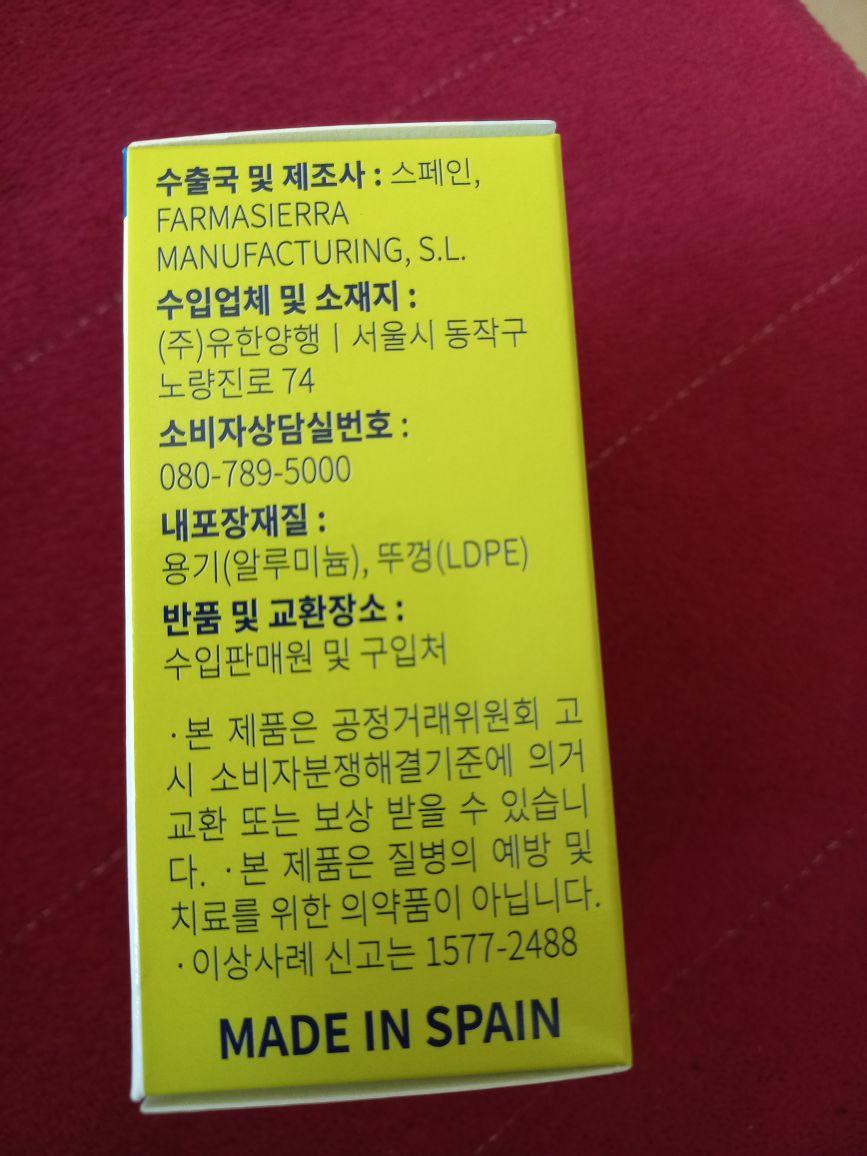 수출국 및 제조사 : 스페인,
FARMASIERRA
MANUFACTURING, S.L.
수입업체 및 소재지 :
(주)유한양행ㅣ서울시 동작구
노량진로 74
소비자상담실번호 :
080-789-5000
내포장재질 :
용기(알루미늄), 뚜껑(LDPE)
반품 및 교환장소 :
수입판매원 및 구입처
·본 제품은 공정거래위원회 고
시 소비자분쟁해결기준에 의거
교환 또는 보상 받을 수 있습니
다. ·본 제품은 질병의 예방 및
치료를 위한 의약품이 아닙니다.
·이상사례 신고는 1577-2488
MADE IN SPAIN